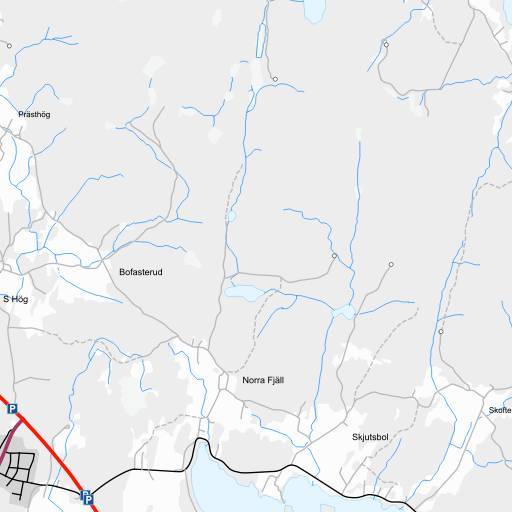 Prästhög
Bofasterud
S Hög
Norra Fjäll
Skofte
Skjutsbol
P
P
P